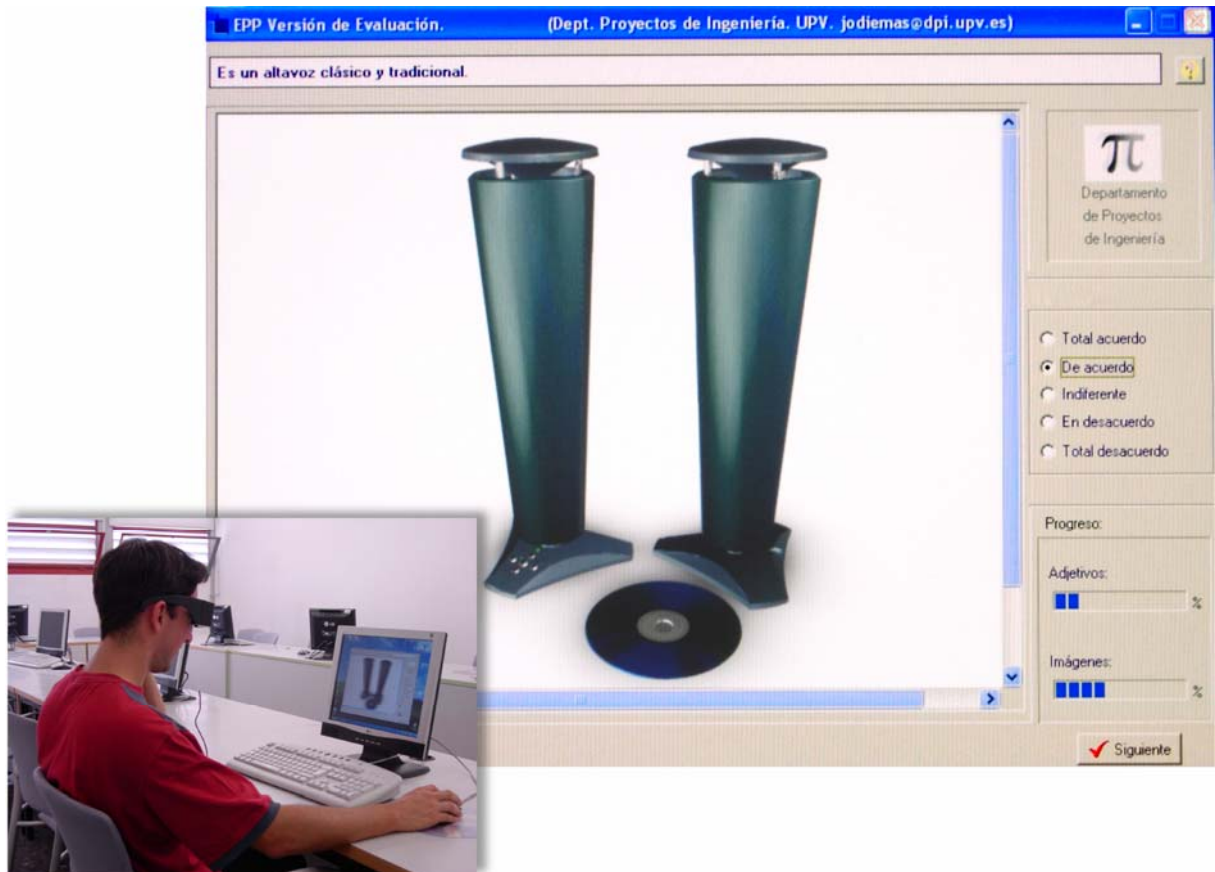 EPP Versión de Evaluación. (Dept. Proyectos de Ingeniería. UPV. jodiemas@dpi.upv.es)
Es un altavoz clásico y tradicional.
?
π
Departamento
de Proyectos
de Ingeniería
Total acuerdo
De acuerdo
Indiferente
En desacuerdo
Total desacuerdo
Progreso:
Adjetivos:
%
Imágenes:
%
Siguiente